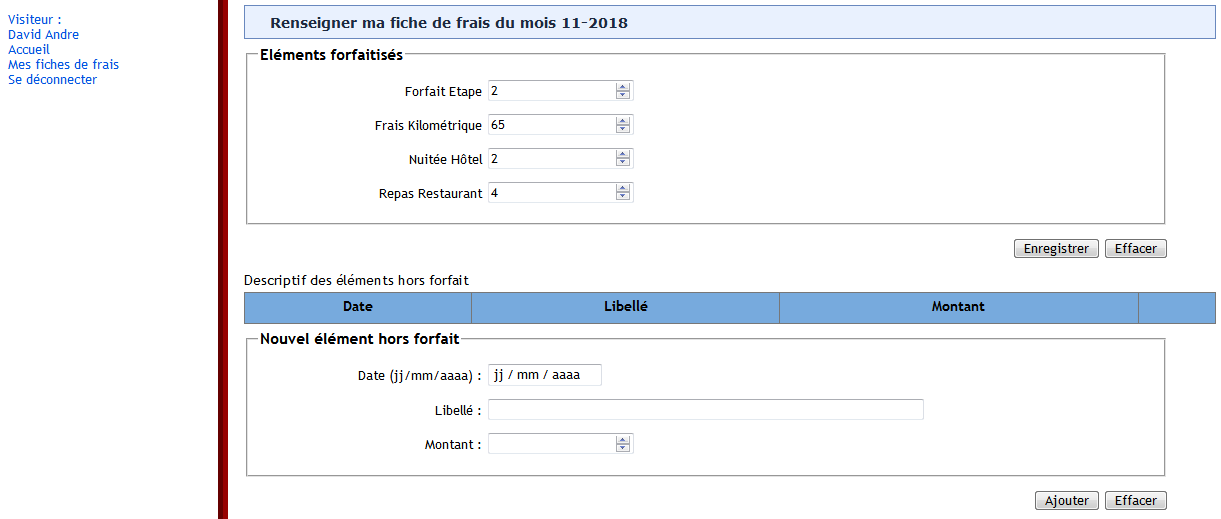 Visiteur :
David Andre
Accueil
Mes fiches de frais
Se déconnecter
Renseigner ma fiche de frais du mois 11-2018
Eléments forfaitisés
Forfait Etape 2
Frais Kilométrique 65
Nuitée Hôtel 2
Repas Restaurant 4
Enregistrer Effacer
Descriptif des éléments hors forfait
Date Libellé Montant
Nouvel élément hors forfait
Date (jj/mm/aaaa) : jj / mm / aaaa
Libellé :
Montant :
Ajouter Effacer